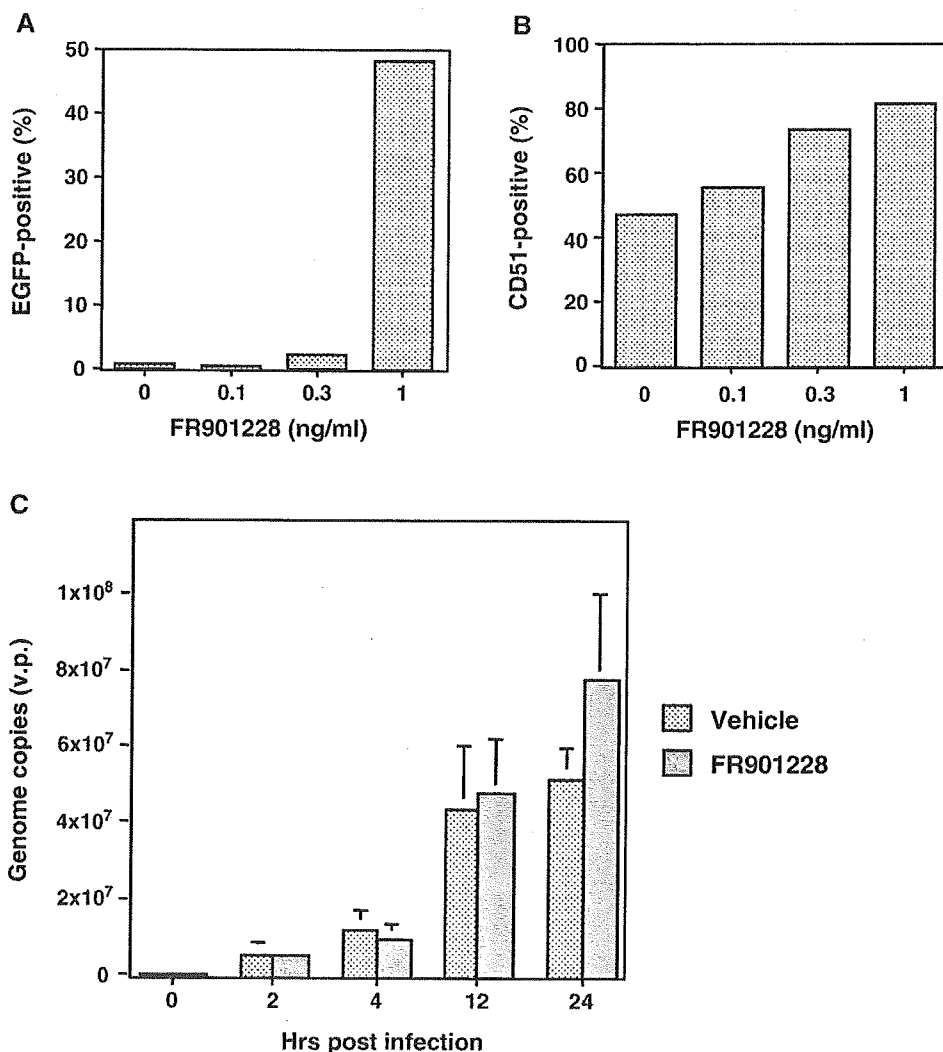 A
50
40
30
20
10
0
EGFP-positive (%)
0 0.1 0.3 1
FR901228 (ng/ml)
B
100
80
60
40
20
0
CD51-positive (%)
0 0.1 0.3 1
FR901228 (ng/ml)
C
1x10⁸
8x10⁷
6x10⁷
4x10⁷
2x10⁷
0
Genome copies (v.p.)
0 2 4 12 24
Hrs post infection
Vehicle
FR901228